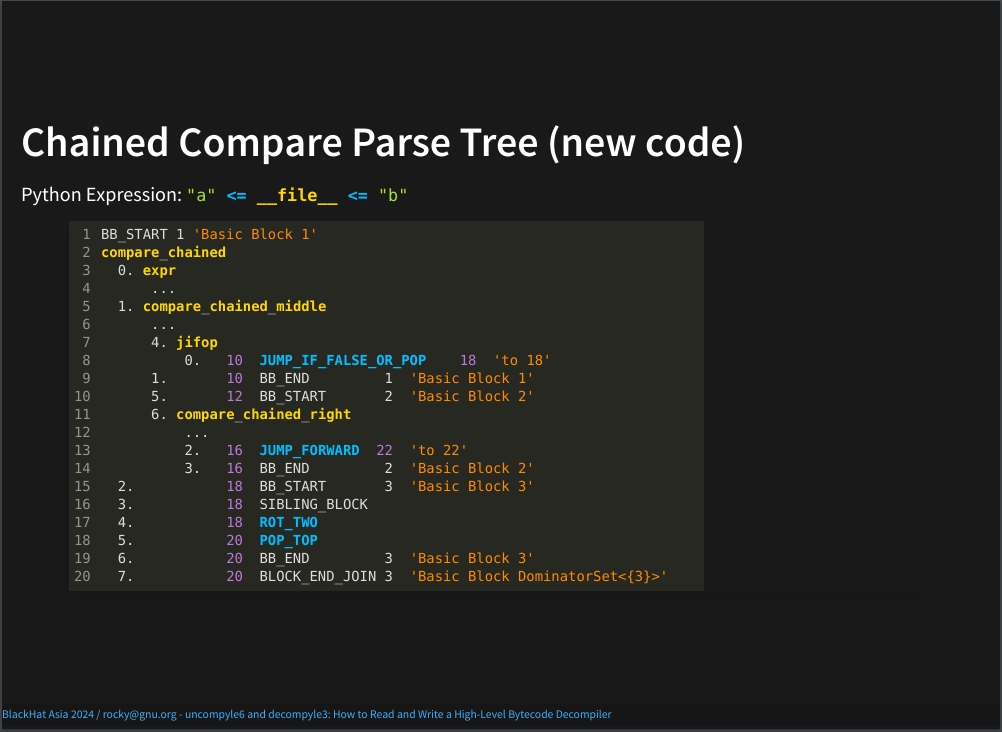 Chained Compare Parse Tree (new code)
Python Expression: "a" <= __file__ <= "b"
1 BB_START 1 'Basic Block 1'
2 compare_chained
3   0. expr
4       ...
5   1. compare_chained_middle
6       ...
7       4. jifop
8           0.   10  JUMP_IF_FALSE_OR_POP    18  'to 18'
9       1.       10  BB_END         1  'Basic Block 1'
10       5.       12  BB_START       2  'Basic Block 2'
11       6. compare_chained_right
12           ...
13           2.   16  JUMP_FORWARD  22  'to 22'
14           3.   16  BB_END         2  'Basic Block 2'
15   2.           18  BB_START       3  'Basic Block 3'
16   3.           18  SIBLING_BLOCK
17   4.           18  ROT_TWO
18   5.           20  POP_TOP
19   6.           20  BB_END         3  'Basic Block 3'
20   7.           20  BLOCK_END_JOIN 3  'Basic Block DominatorSet<{3}>'
BlackHat Asia 2024 / rocky@gnu.org - uncompyle6 and decompyle3: How to Read and Write a High-Level Bytecode Decompiler